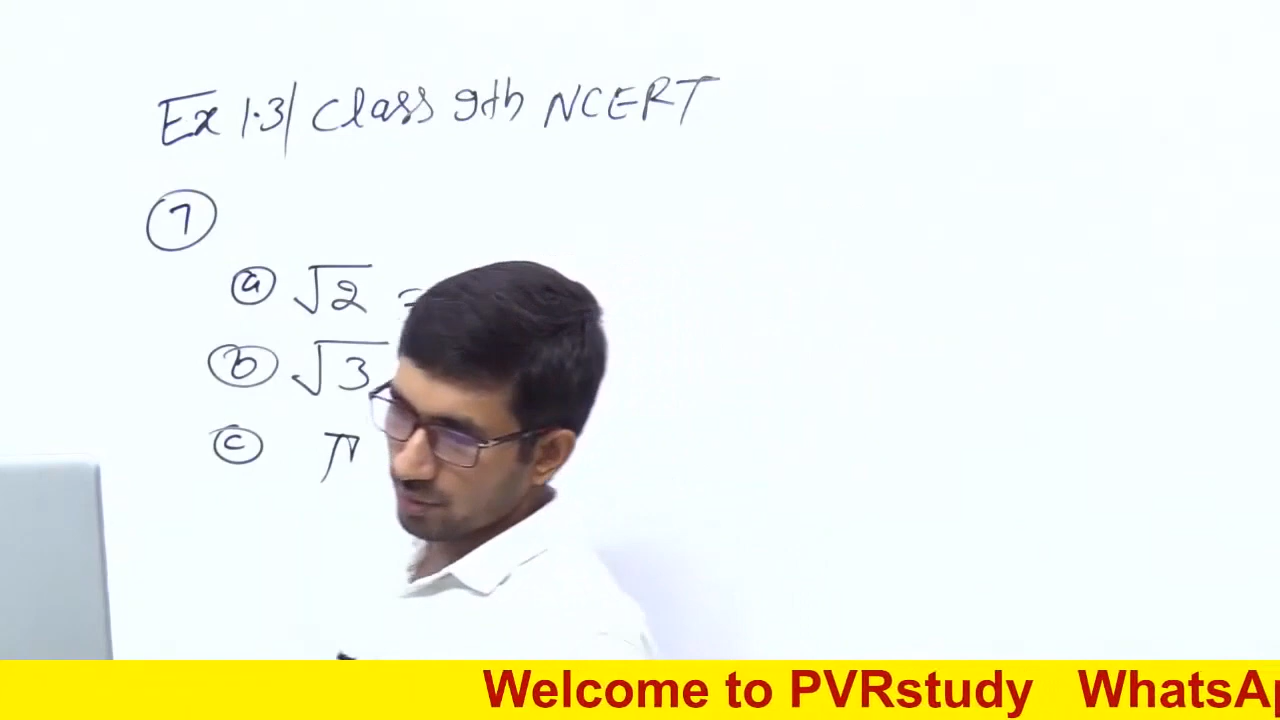 Ex 1.3| Class 9th NCERT
7
a √2 =
b √3
c π
Welcome to PVRstudy WhatsAp